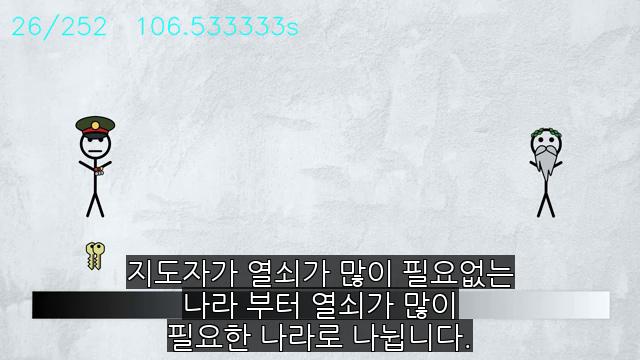 26/252 106.533333s
지도자가 열쇠가 많이 필요없는
나라 부터 열쇠가 많이
필요한 나라로 나뉩니다.